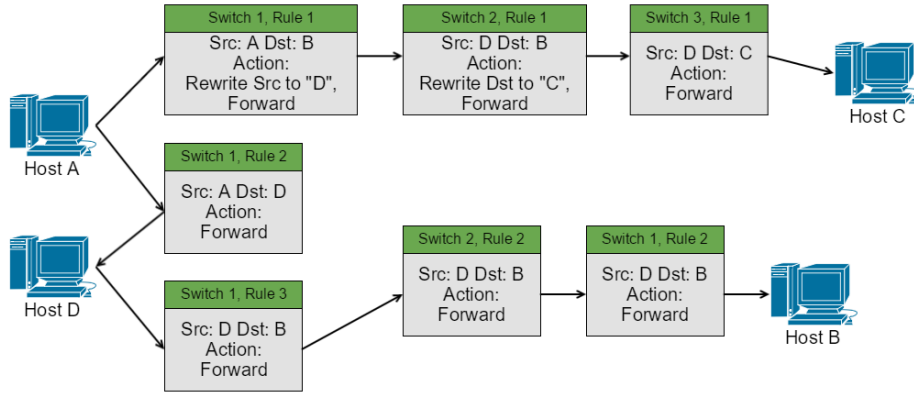 Switch 1, Rule 1
Src: A Dst: B
Action:
Rewrite Src to "D",
Forward
Switch 2, Rule 1
Src: D Dst: B
Action:
Rewrite Dst to "C",
Forward
Switch 3, Rule 1
Src: D Dst: C
Action:
Forward
Host C
Host A
Switch 1, Rule 2
Src: A Dst: D
Action:
Forward
Host D
Switch 1, Rule 3
Src: D Dst: B
Action:
Forward
Switch 2, Rule 2
Src: D Dst: B
Action:
Forward
Switch 1, Rule 2
Src: D Dst: B
Action:
Forward
Host B